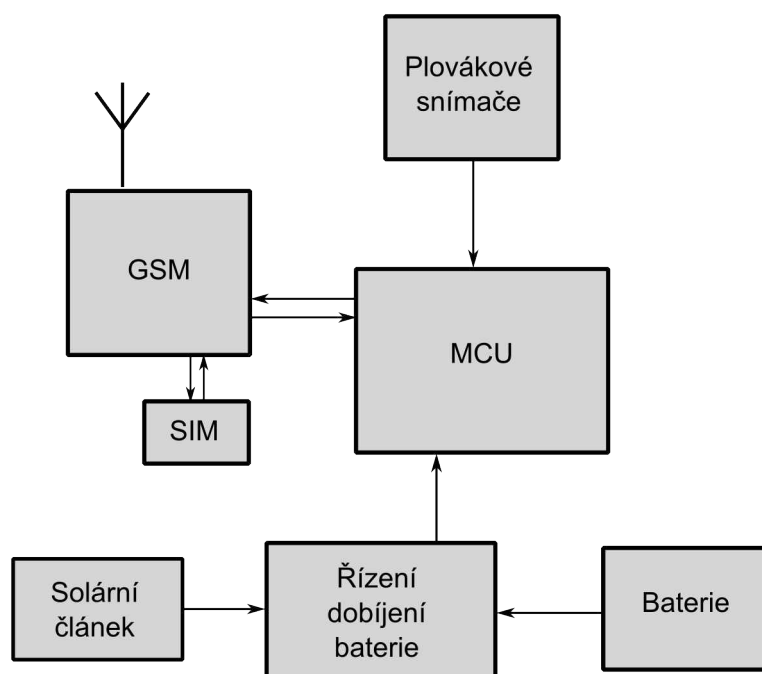 Plovákové
snímače
GSM
MCU
SIM
Solární
článek
Řízení
dobíjení
baterie
Baterie